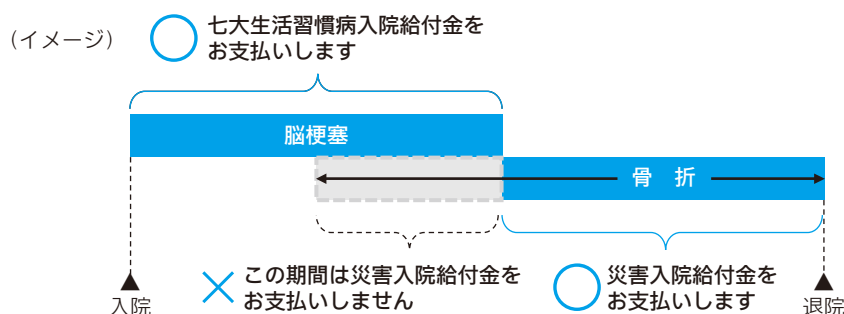 (イメージ)
七大生活習慣病入院給付金を
お支払いします
脳梗塞
骨 折
この期間は災害入院給付金を
お支払いしません
災害入院給付金を
お支払いします
入院
退院